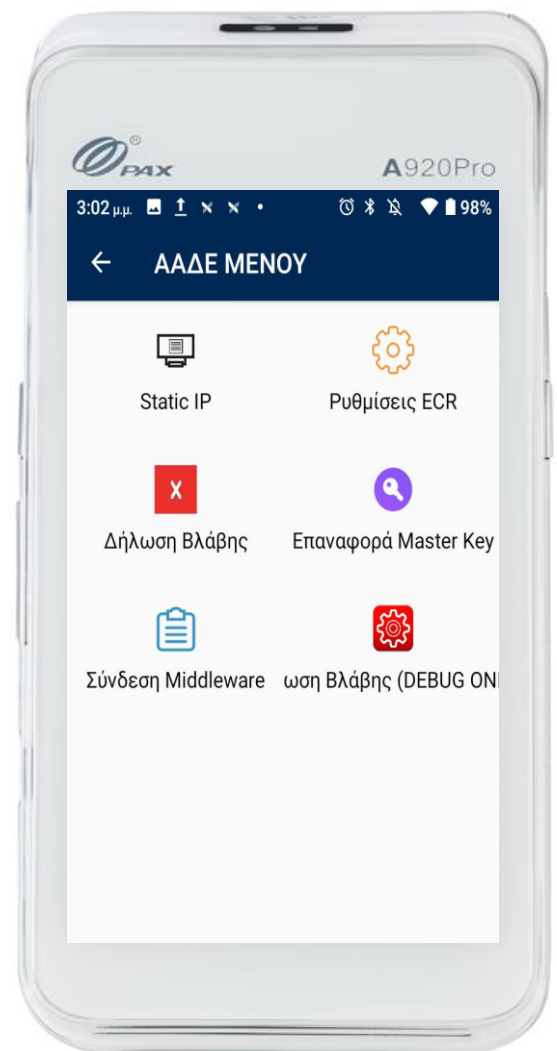 PAX®
A920Pro
3:02 μ.μ. 98%
ΑΑΔΕ ΜΕΝΟΥ
Static IP Ρυθμίσεις ECR
X
Δήλωση Βλάβης Επαναφορά Master Key
Σύνδεση Middleware ωση Βλάβης (DEBUG ON